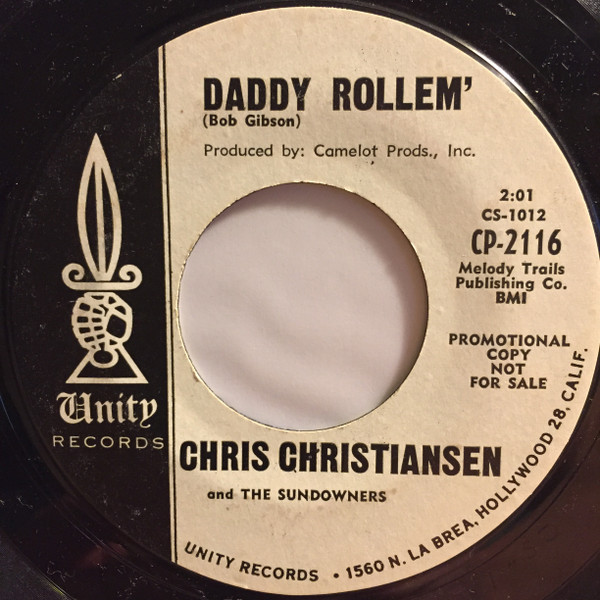 DADDY ROLLEM'
(Bob Gibson)
Produced by: Camelot Prods., Inc.
2:01
CS-1012
CP-2116
Melody Trails
Publishing Co.
BMI
PROMOTIONAL
COPY
NOT
FOR SALE
Unity
RECORDS
CHRIS CHRISTIANSEN
and THE SUNDOWNERS
UNITY RECORDS • 1560 N. LA BREA, HOLLYWOOD 28, CALIF.